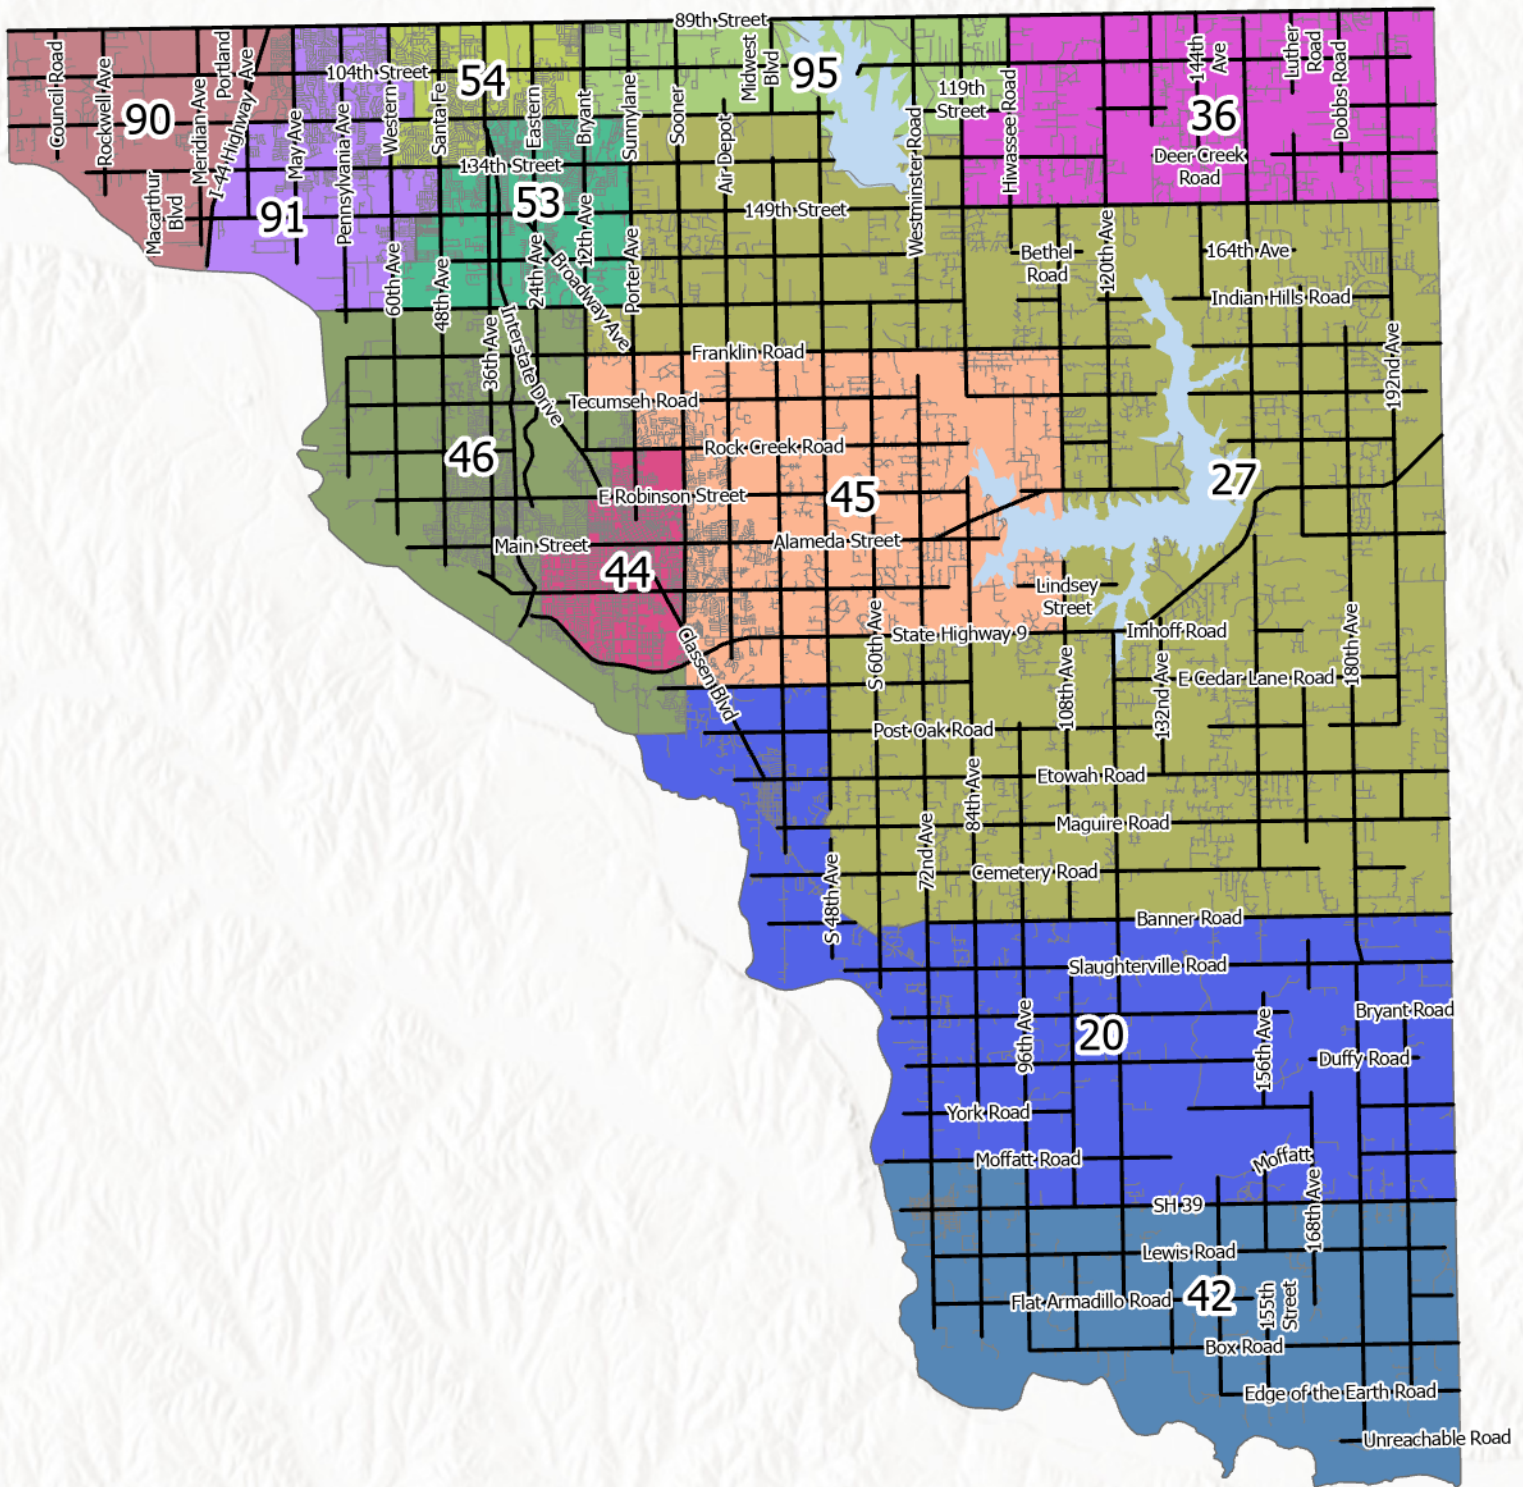 89th Street
Council Road
Rockwell Ave
Meridian Ave
Portland
Ave
I-44 Highway
May Ave
Pennsylvania Ave
104th Street
Western
Santa Fe
54
Eastern
Bryant
Sunnylane
Sooner
Air Depot
Midwest
Blvd
95
119th
Street
Westminster Road
Hiwassee Road
144th
Ave
Luther
Road
Dobbs Road
36
Deer Creek
Road
90
134th Street
53
Macarthur
Blvd
91
149th Street
60th Ave
48th Ave
36th Ave
24th Ave
12th Ave
Broadway Ave
Porter Ave
Bethel
Road
120th Ave
164th Ave
Indian Hills Road
Interstate Drive
Franklin Road
192nd Ave
Tecumseh Road
Rock Creek Road
46
E Robinson Street
45
27
Main Street
Alameda Street
44
Lindsey
Street
Classen Blvd
State Highway 9
S 60th Ave
Imhoff Road
180th Ave
108th Ave
132nd Ave
E Cedar Lane Road
Post Oak Road
Etowah Road
84th Ave
72nd Ave
Maguire Road
S 48th Ave
Cemetery Road
Banner Road
Slaughterville Road
96th Ave
20
156th Ave
Bryant Road
Duffy Road
York Road
Moffatt Road
Moffatt
168th Ave
SH 39
Lewis Road
Flat Armadillo Road
42
155th
Street
Box Road
Edge of the Earth Road
Unreachable Road